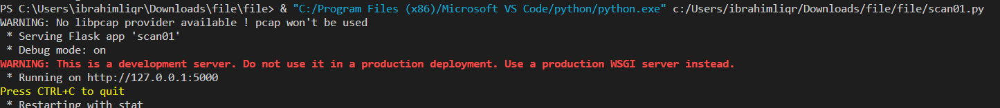 PS C:\Users\ibrahimliqr\Downloads\file\file> & "C:/Program Files (x86)/Microsoft VS Code/python/python.exe" c:/Users/ibrahimliqr/Downloads/file/file/scan01.py
WARNING: No libpcap provider available ! pcap won't be used
 * Serving Flask app 'scan01'
 * Debug mode: on
WARNING: This is a development server. Do not use it in a production deployment. Use a production WSGI server instead.
 * Running on http://127.0.0.1:5000
Press CTRL+C to quit
 * Restarting with stat